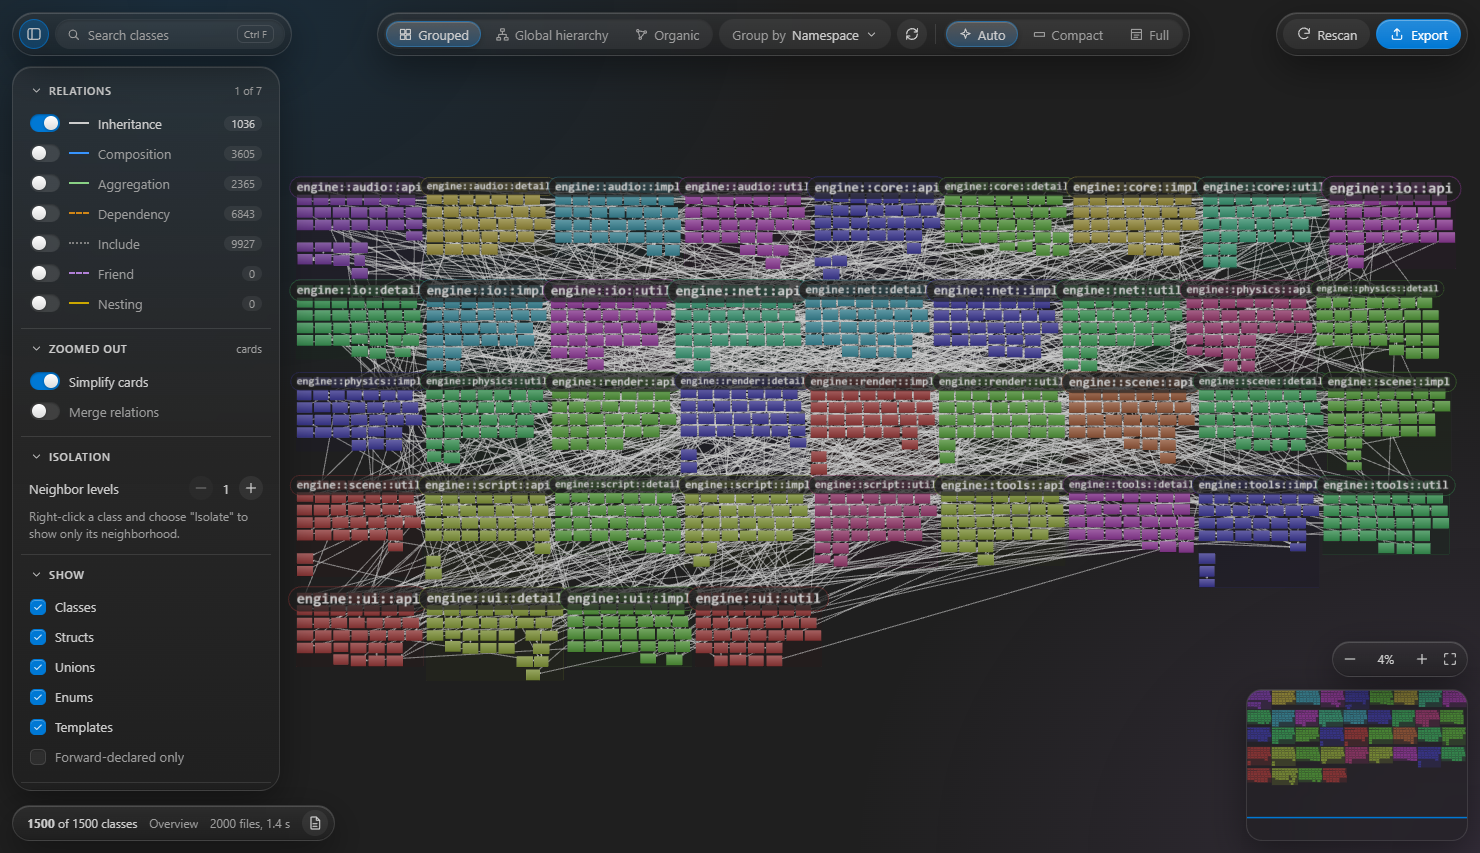 Search classes
Ctrl F
Grouped
Global hierarchy
Organic
Group by Namespace
Auto
Compact
Full
Rescan
Export
RELATIONS
1 of 7
Inheritance
1036
Composition
3605
Aggregation
2365
Dependency
6843
Include
9927
Friend
0
Nesting
0
ZOOMED OUT
cards
Simplify cards
Merge relations
ISOLATION
Neighbor levels
1
Right-click a class and choose "Isolate" to
show only its neighborhood.
SHOW
Classes
Structs
Unions
Enums
Templates
Forward-declared only
1500 of 1500 classes
Overview
2000 files, 1.4 s
engine::audio::api
engine::audio::detail
engine::audio::impl
engine::audio::util
engine::core::api
engine::core::detail
engine::core::impl
engine::core::util
engine::io::api
engine::io::detail
engine::io::impl
engine::io::util
engine::net::api
engine::net::detail
engine::net::impl
engine::net::util
engine::physics::api
engine::physics::detail
engine::physics::impl
engine::physics::util
engine::render::api
engine::render::detail
engine::render::impl
engine::render::util
engine::scene::api
engine::scene::detail
engine::scene::impl
engine::scene::util
engine::script::api
engine::script::detail
engine::script::impl
engine::script::util
engine::tools::api
engine::tools::detail
engine::tools::impl
engine::tools::util
engine::ui::api
engine::ui::detail
engine::ui::impl
engine::ui::util
4%